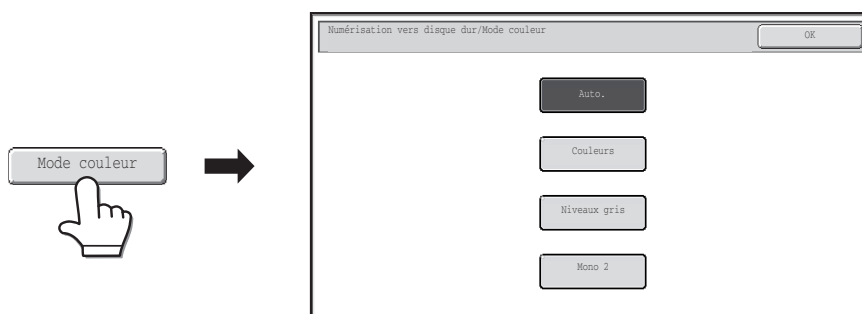 Numérisation vers disque dur/Mode couleur
OK
Auto.
Couleurs
Mode couleur
Niveaux gris
Mono 2